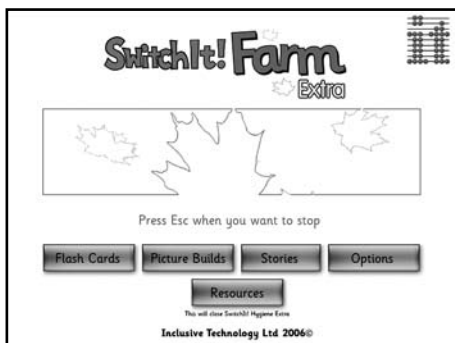 SwitchIt! Farm
Extra
Press Esc when you want to stop
Flash Cards Picture Builds Stories Options
Resources
This will close SwitchIt! Hygiene Extra
Inclusive Technology Ltd 2006©